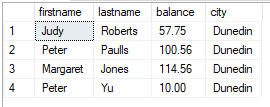 firstname lastname balance city
1 Judy Roberts 57.75 Dunedin
2 Peter Paulls 100.56 Dunedin
3 Margaret Jones 114.56 Dunedin
4 Peter Yu 10.00 Dunedin